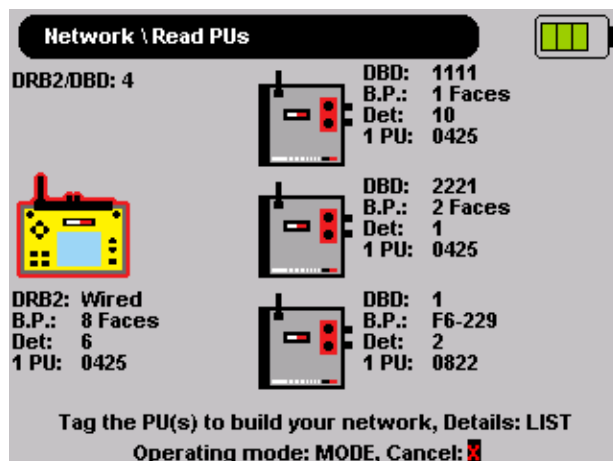 Network \ Read PUs
DRB2/DBD: 4
DRB2: Wired
B.P.: 8 Faces
Det: 6
1 PU: 0425
DBD: 1111
B.P.: 1 Faces
Det: 10
1 PU: 0425
DBD: 2221
B.P.: 2 Faces
Det: 1
1 PU: 0425
DBD: 1
B.P.: F6-229
Det: 2
1 PU: 0822
Tag the PU(s) to build your network, Details: LIST
Operating mode: MODE, Cancel: X